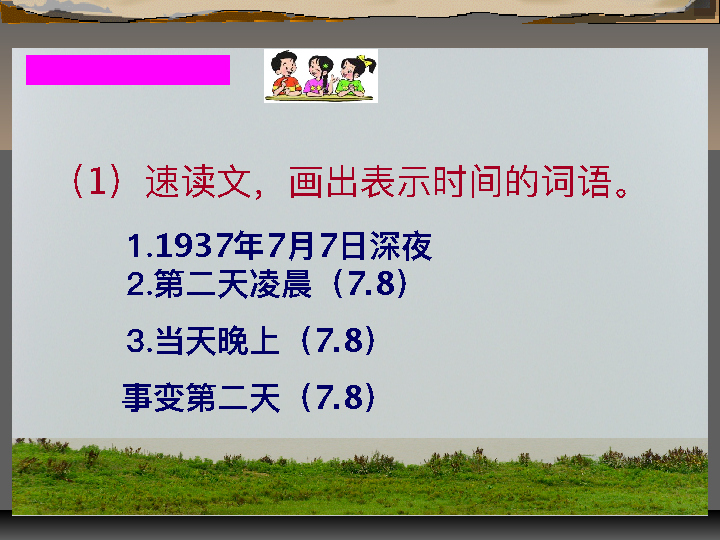 （1）速读文，画出表示时间的词语。
1.1937年7月7日深夜
2.第二天凌晨（7.8）
3.当天晚上（7.8）
事变第二天（7.8）